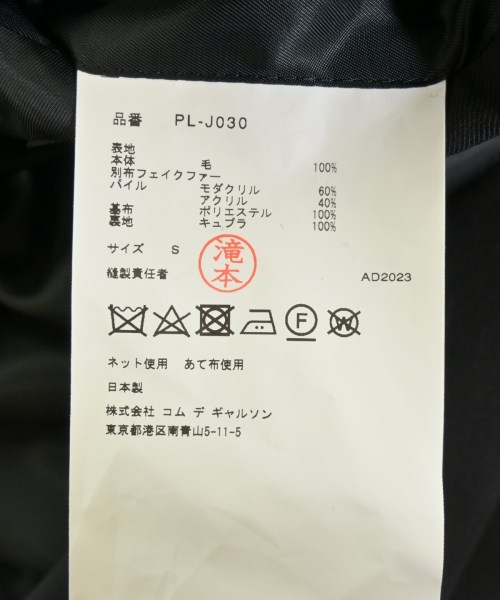 品番 PL-J030
表地
本体 毛 100%
別布フェイクファー
パイル モダクリル 60%
アクリル 40%
基布 ポリエステル 100%
裏地 キュプラ 100%
サイズ S
滝本
縫製責任者 AD2023
F W
ネット使用 あて布使用
日本製
株式会社 コム デ ギャルソン
東京都港区南青山5-11-5